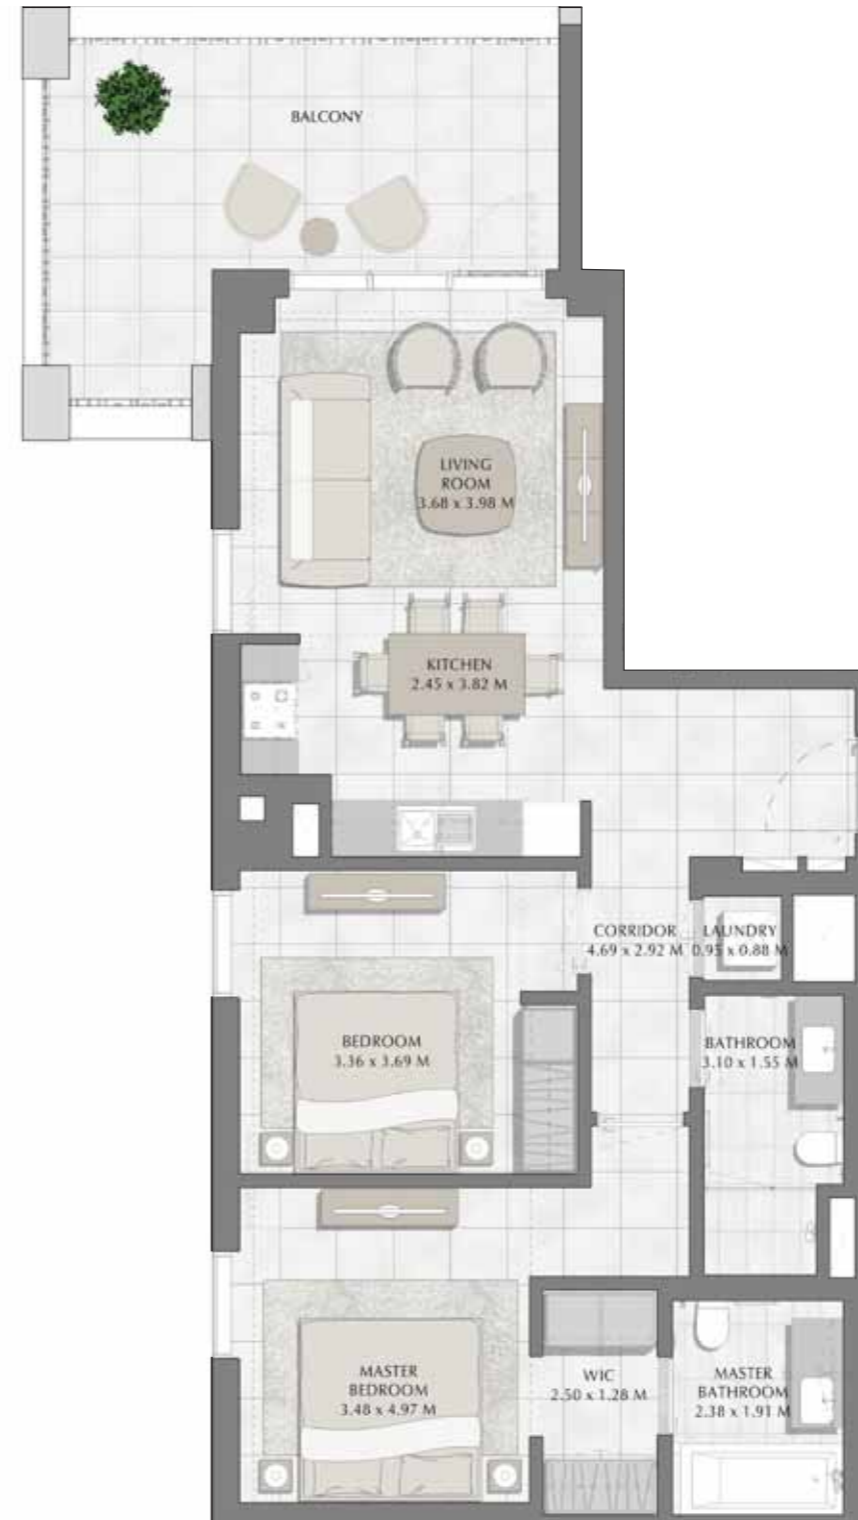 BALCONY
LIVING
ROOM
3.68 x 3.98 M
KITCHEN
2.45 x 3.82 M
CORRIDOR
4.69 x 2.92 M
LAUNDRY
0.95 x 0.88 M
BEDROOM
3.36 x 3.69 M
BATHROOM
3.10 x 1.55 M
MASTER
BEDROOM
3.48 x 4.97 M
WIC
2.50 x 1.28 M
MASTER
BATHROOM
2.38 x 1.91 M